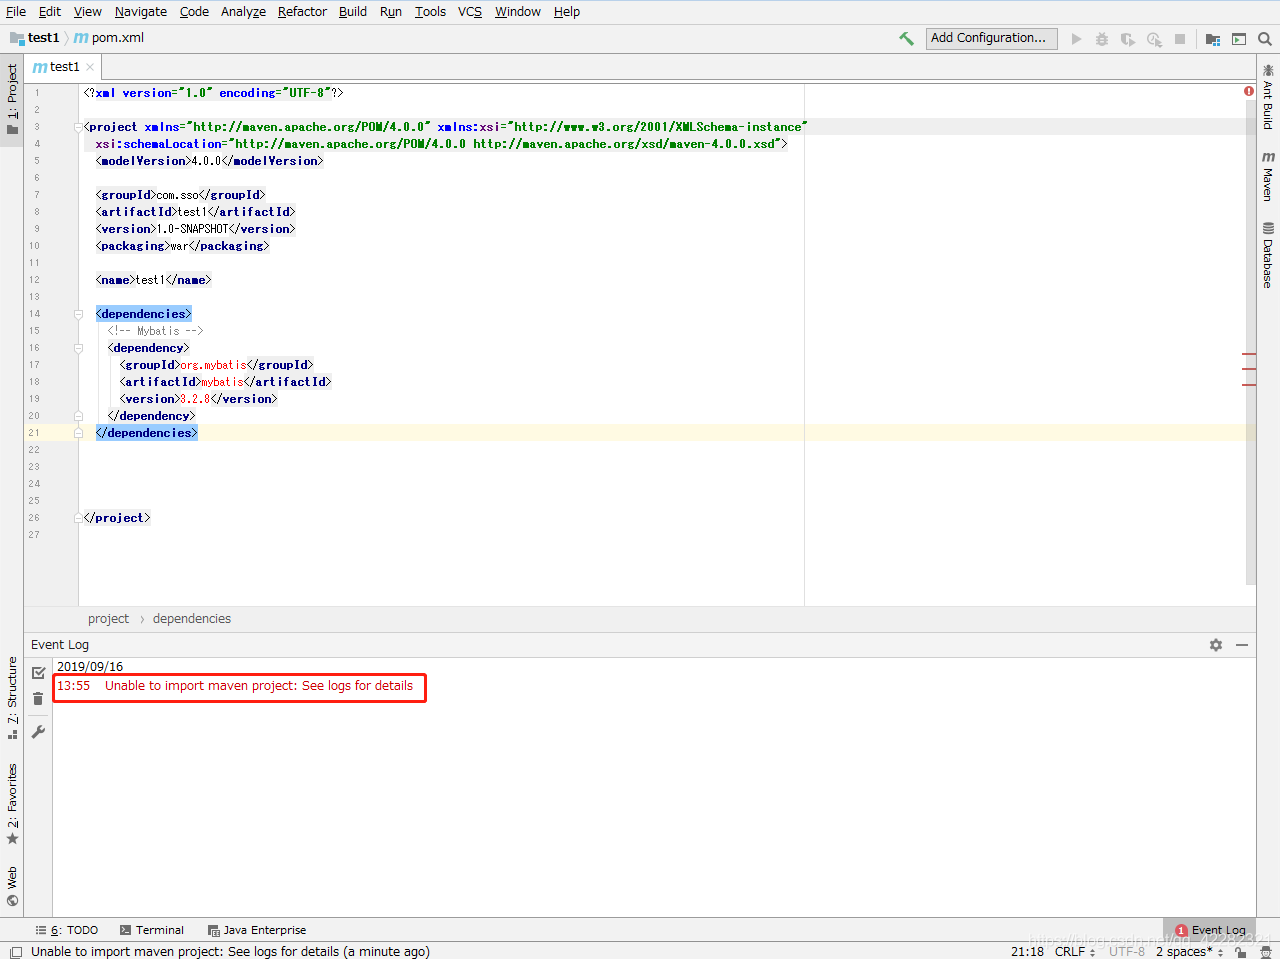 File Edit View Navigate Code Analyze Refactor Build Run Tools VCS Window Help
test1 m pom.xml Add Configuration...
1: Project
m test1
Ant Build
m Maven
Database
1 <?xml version="1.0" encoding="UTF-8"?>
2
3 <project xmlns="http://maven.apache.org/POM/4.0.0" xmlns:xsi="http://www.w3.org/2001/XMLSchema-instance"
4 xsi:schemaLocation="http://maven.apache.org/POM/4.0.0 http://maven.apache.org/xsd/maven-4.0.0.xsd">
5 <modelVersion>4.0.0</modelVersion>
6
7 <groupId>com.sso</groupId>
8 <artifactId>test1</artifactId>
9 <version>1.0-SNAPSHOT</version>
10 <packaging>war</packaging>
11
12 <name>test1</name>
13
14 <dependencies>
15 <!-- Mybatis -->
16 <dependency>
17 <groupId>org.mybatis</groupId>
18 <artifactId>mybatis</artifactId>
19 <version>3.2.8</version>
20 </dependency>
21 </dependencies>
22
23
24
25
26 </project>
27
project › dependencies
Event Log
2019/09/16
13:55 Unable to import maven project: See logs for details
7: Structure
2: Favorites
Web
6: TODO Terminal Java Enterprise 1 Event Log
https://blog.csdn.net/qq_42282321
Unable to import maven project: See logs for details (a minute ago) 21:18 CRLF UTF-8 2 spaces*